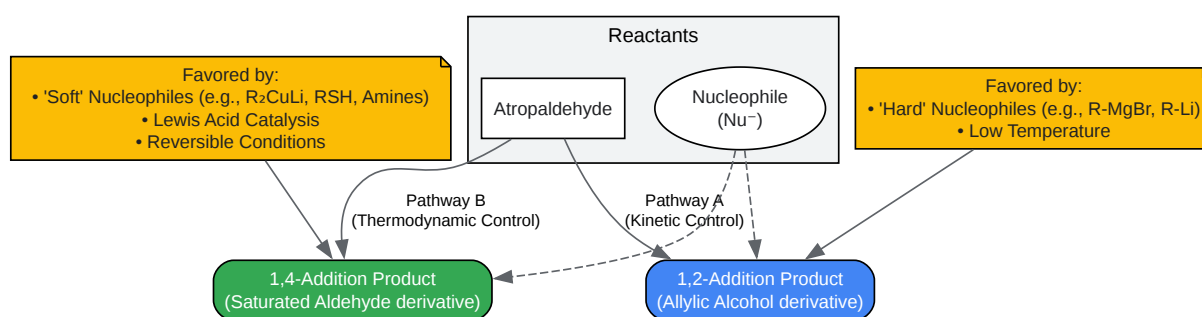 Reactants
Favored by:
• 'Soft' Nucleophiles (e.g., R₂CuLi, RSH, Amines)
• Lewis Acid Catalysis
• Reversible Conditions
Atropaldehyde
Nucleophile
(Nu⁻)
Favored by:
• 'Hard' Nucleophiles (e.g., R-MgBr, R-Li)
• Low Temperature
Pathway B
(Thermodynamic Control)
Pathway A
(Kinetic Control)
1,4-Addition Product
(Saturated Aldehyde derivative)
1,2-Addition Product
(Allylic Alcohol derivative)